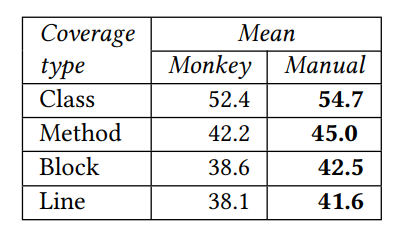 Coverage Mean
type Monkey Manual
Class 52.4 54.7
Method 42.2 45.0
Block 38.6 42.5
Line 38.1 41.6